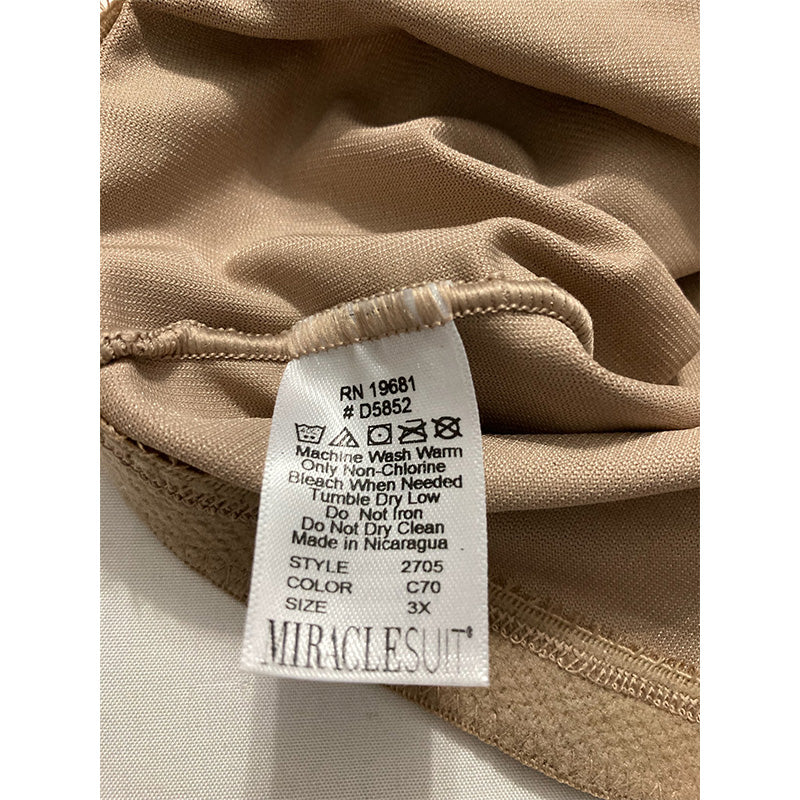 RN 19681
# D5852
Machine Wash Warm
Only Non-Chlorine
Bleach When Needed
Tumble Dry Low
Do Not Iron
Do Not Dry Clean
Made in Nicaragua
STYLE 2705
COLOR C70
SIZE 3X
MIRACLESUIT®